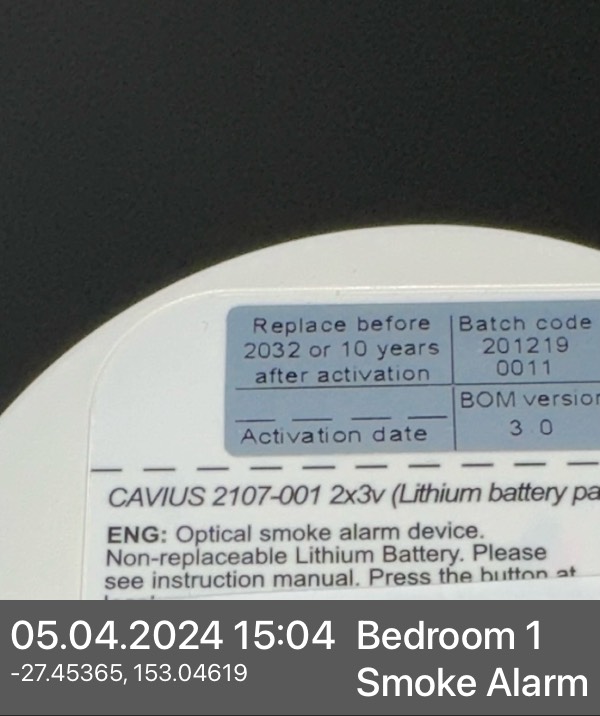 Replace before
2032 or 10 years
after activation
Batch code
201219
0011
Activation date
BOM version
3 0
CAVIUS 2107-001 2x3v (Lithium battery pa
ENG: Optical smoke alarm device.
Non-replaceable Lithium Battery. Please
see instruction manual. Press the button at
05.04.2024 15:04
-27.45365, 153.04619
Bedroom 1
Smoke Alarm